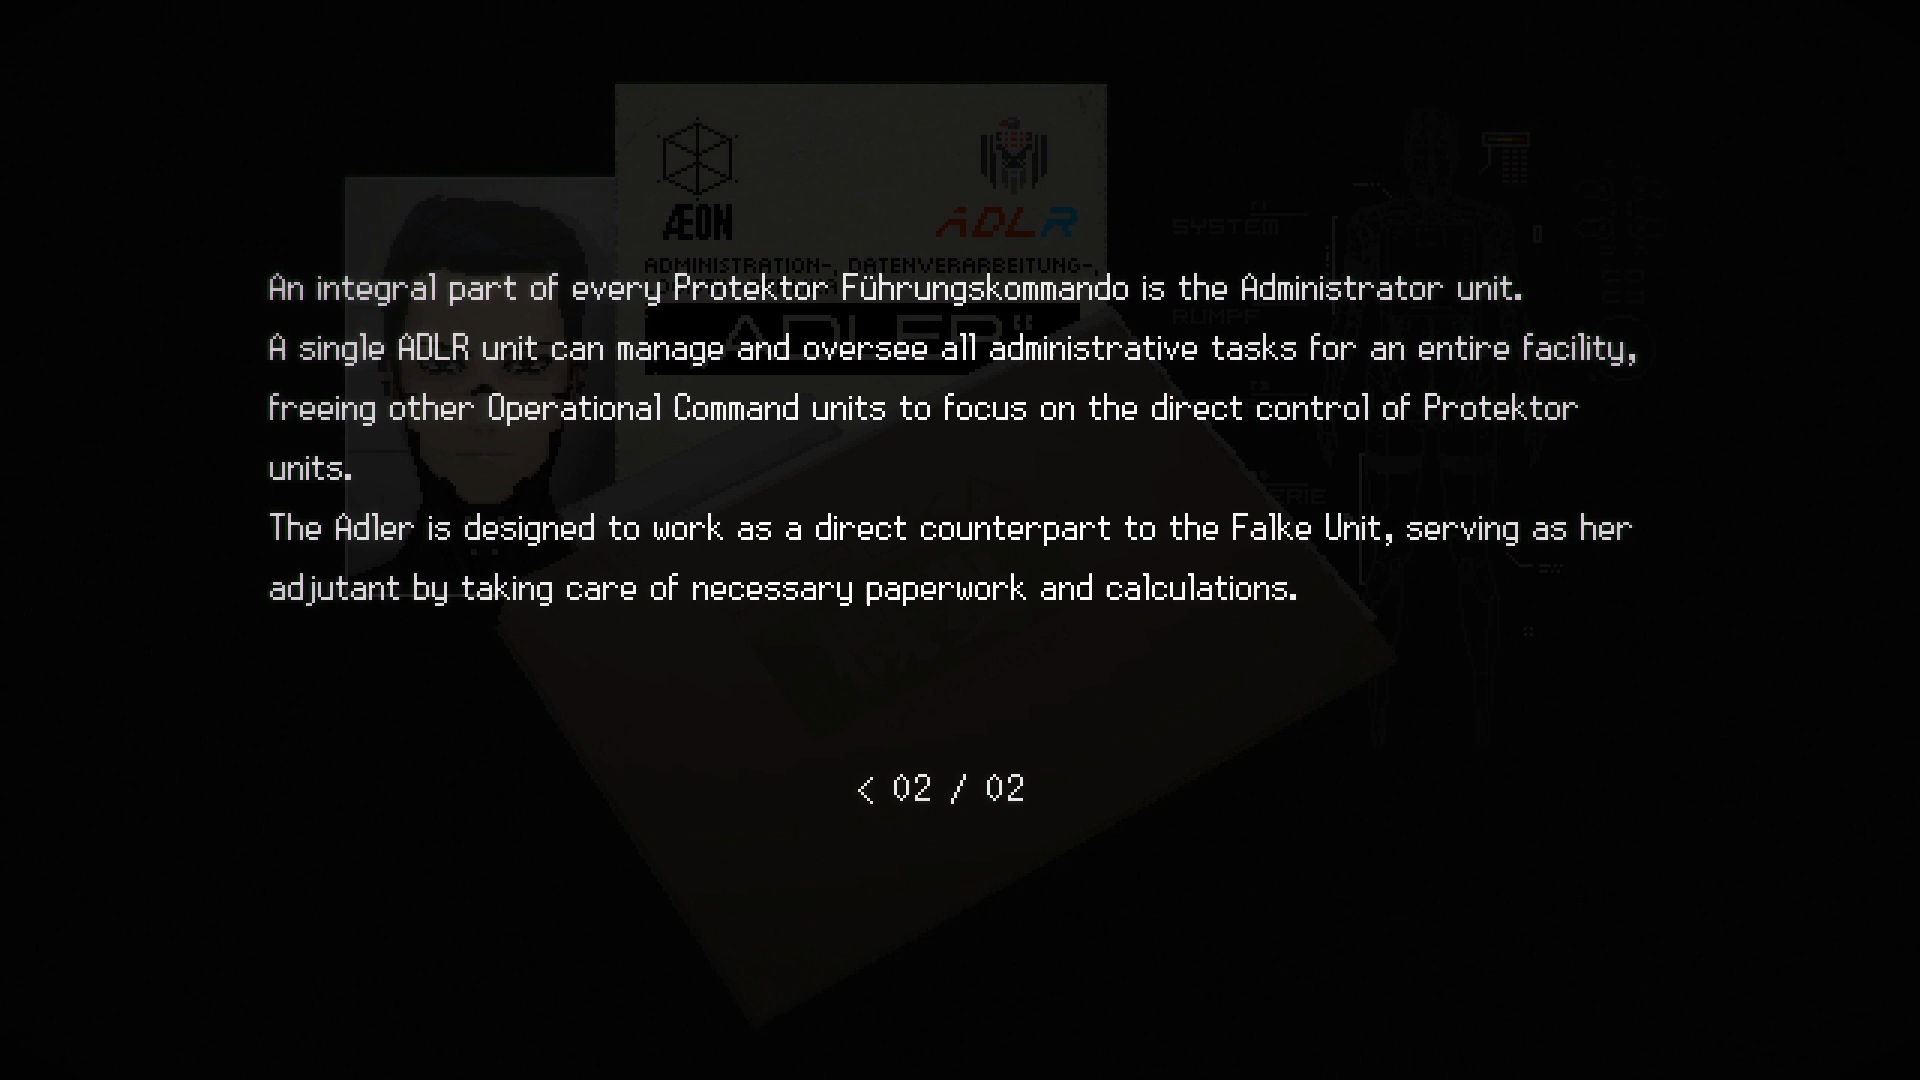 ÆON
ADLR
ADMINISTRATION-, DATENVERARBEITUNG-,
SYSTEM
An integral part of every Protektor Führungskommando is the Administrator unit.
RUMPF
"ADLER"
A single ADLR unit can manage and oversee all administrative tasks for an entire facility,
freeing other Operational Command units to focus on the direct control of Protektor
units.
The Adler is designed to work as a direct counterpart to the Falke Unit, serving as her
adjutant by taking care of necessary paperwork and calculations.
< 02 / 02